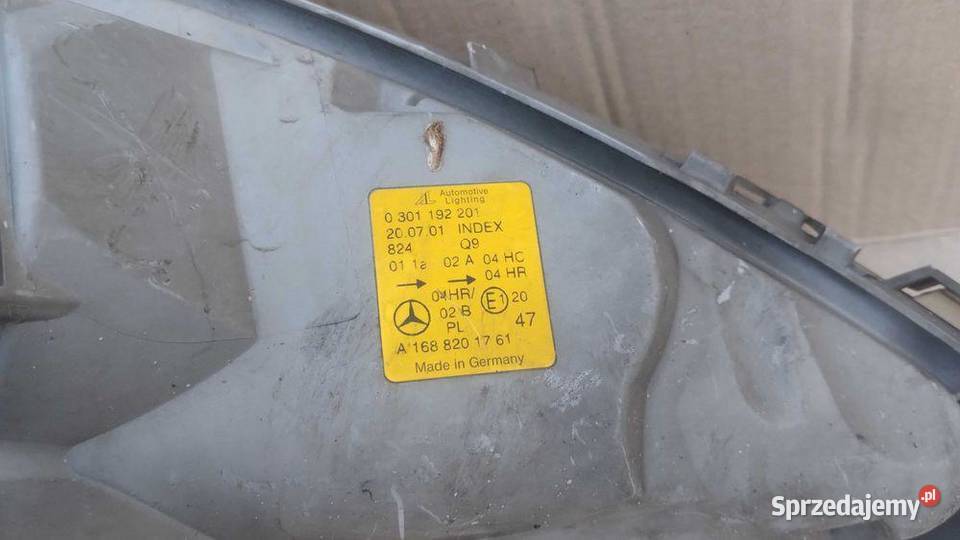 AL Automotive
Lighting
0 301 192 201
20.07.01 INDEX
824 Q9
01 1a 02 A 04 HC
04 HR
04HR/ E1 20
02 B
PL 47
A 168 820 17 61
Made in Germany
Sprzedajemy.pl